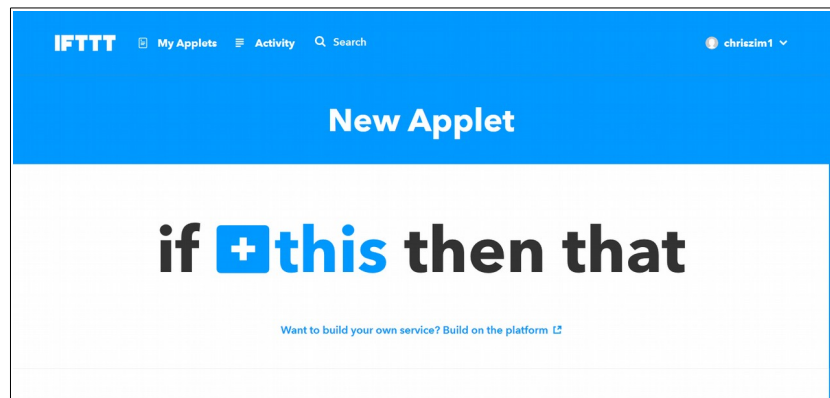 IFTTT My Applets Activity Search chriszim1
New Applet
if +this then that
Want to build your own service? Build on the platform